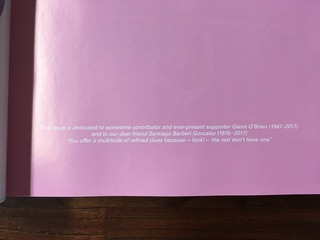 This issue is dedicated to sometime contributor and ever-present supporter Glenn O'Brien (1947–2017)
and to our dear friend Santiago Barberi Gonzalez (1976–2017)
'You offer a multitude of refined clues because – look! – the rest don't have one.'